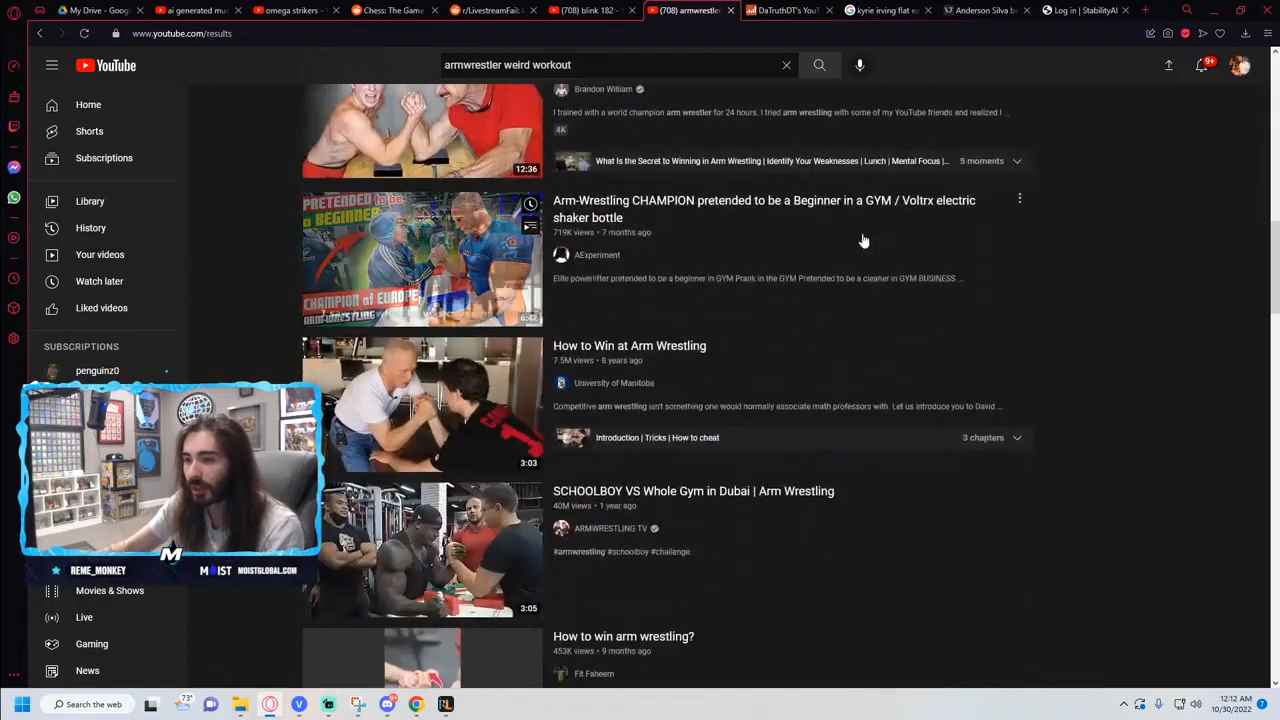 My Drive - Goog
ai generated mus
omega strikers -
Chess: The Game
r/LivestreamFail:
(708) blink 182 -
(708) armwrestler
DaTruthDT's YouT
kyrie irving flat ea
Anderson Silva be
Log in | StabilityAI
www.youtube.com/results
YouTube
armwrestler weird workout
9+
Home
Shorts
Subscriptions
Library
History
Your videos
Watch later
Liked videos
SUBSCRIPTIONS
penguinz0
Movies & Shows
Live
Gaming
News
Brandon William
I trained with a world champion arm wrestler for 24 hours. I tried arm wrestling with some of my YouTube friends and realized I ...
4K
12:36
What Is the Secret to Winning in Arm Wrestling | Identify Your Weaknesses | Lunch | Mental Focus |...
5 moments
PRETENDED to be
a BEGINNER
CHAMPION of EUROPE
ARM-WRESTLING
6:42
Arm-Wrestling CHAMPION pretended to be a Beginner in a GYM / Voltrx electric
shaker bottle
719K views • 7 months ago
AExperiment
Elite powerlifter pretended to be a beginner in GYM Prank in the GYM Pretended to be a cleaner in GYM BUSINESS ...
3:03
How to Win at Arm Wrestling
7.5M views • 8 years ago
University of Manitoba
Competitive arm wrestling isn't something one would normally associate math professors with. Let us introduce you to David ...
Introduction | Tricks | How to cheat
3 chapters
3:05
SCHOOLBOY VS Whole Gym in Dubai | Arm Wrestling
40M views • 1 year ago
ARMWRESTLING TV
#armwrestling #schoolboy #challenge.
How to win arm wrestling?
453K views • 9 months ago
Fit Faheem
M
REME_MONKEY
MOIST MOISTGLOBAL.COM
Search the web
73°
12:12 AM
10/30/2022